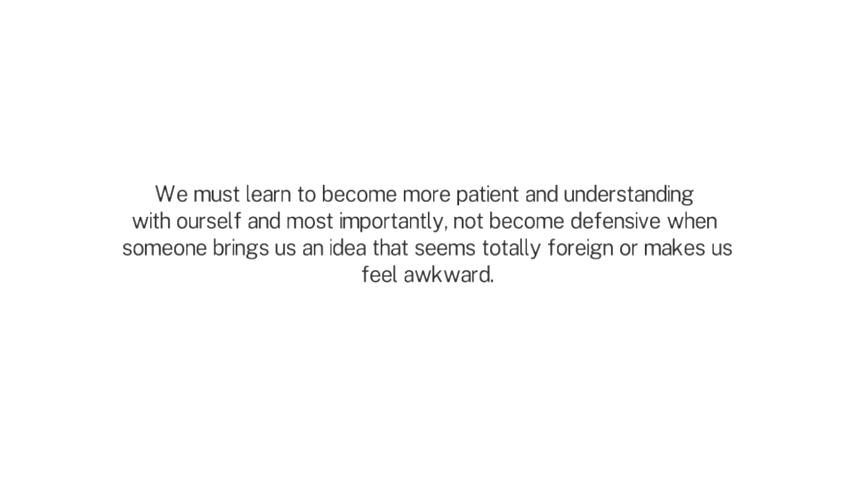 We must learn to become more patient and understanding
with ourself and most importantly, not become defensive when
someone brings us an idea that seems totally foreign or makes us
feel awkward.